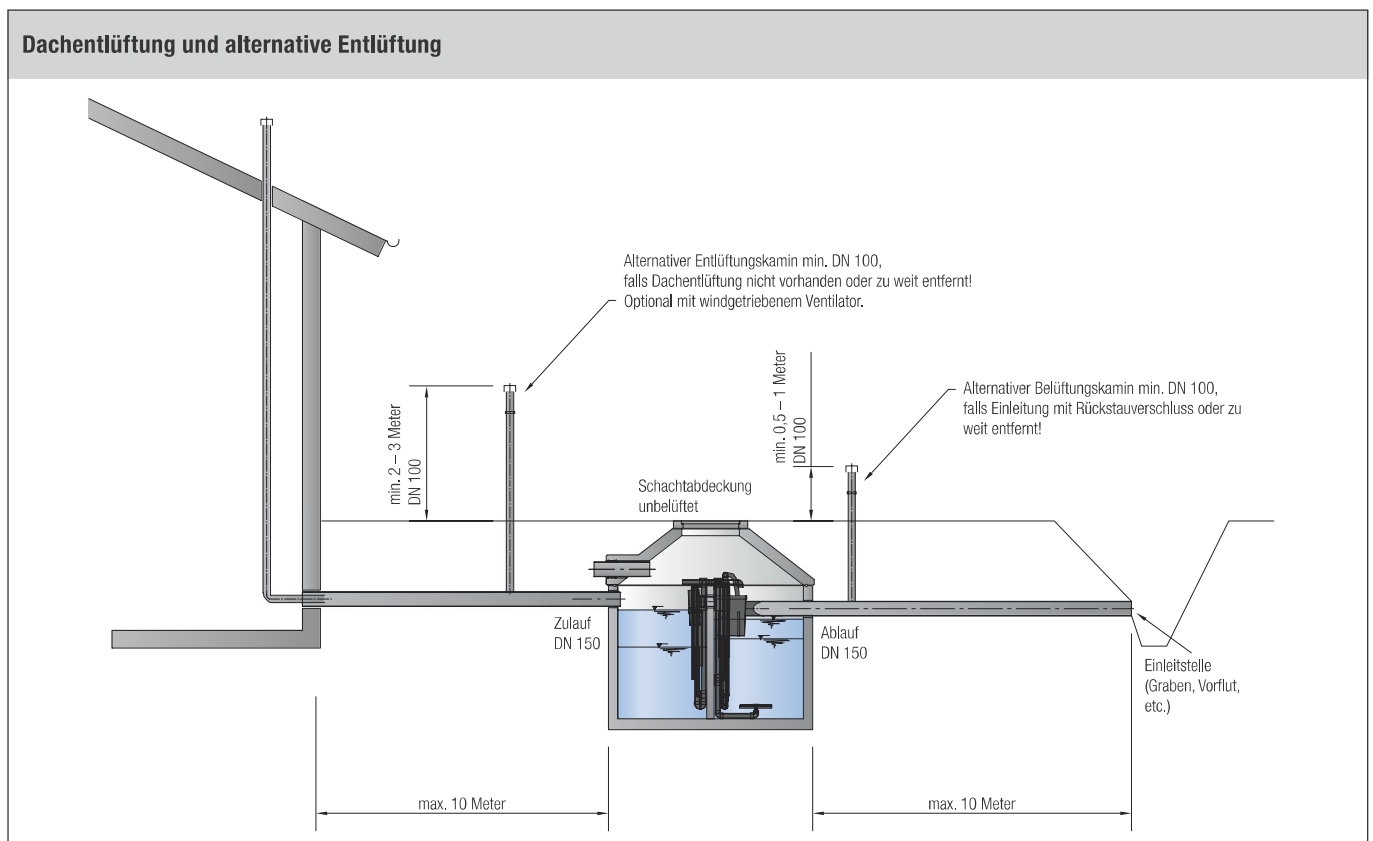 Dachentlüftung und alternative Entlüftung
Alternativer Entlüftungskamin min. DN 100,
falls Dachentlüftung nicht vorhanden oder zu weit entfernt!
Optional mit windgetriebenem Ventilator.
min. 2 – 3 Meter
DN 100
min. 0,5 – 1 Meter
DN 100
Alternativer Belüftungskamin min. DN 100,
falls Einleitung mit Rückstauverschluss oder zu
weit entfernt!
Schachtabdeckung
unbelüftet
Zulauf
DN 150
Ablauf
DN 150
Einleitstelle
(Graben, Vorflut,
etc.)
max. 10 Meter
max. 10 Meter